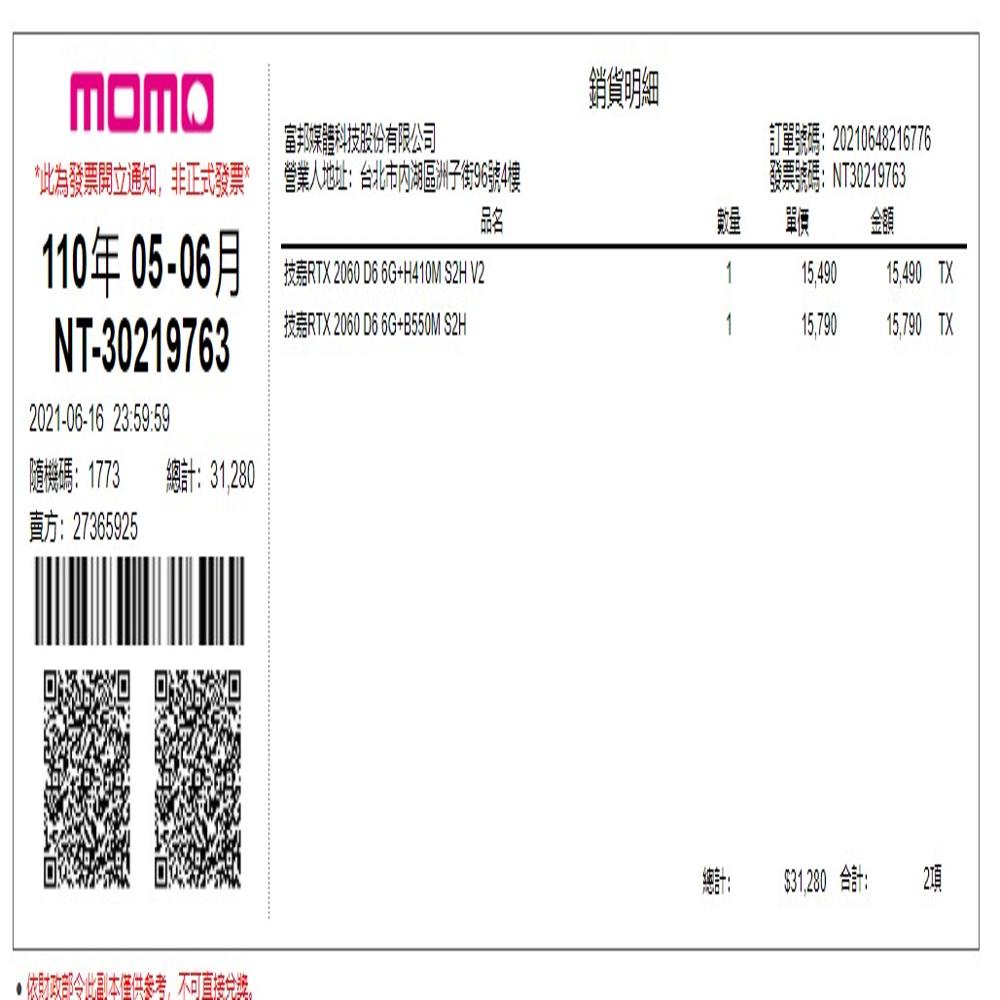 momo
*此為發票開立通知, 非正式發票*
110年 05-06月
NT-30219763
2021-06-16 23:59:59
隨機碼: 1773 總計: 31,280
賣方: 27365925
銷貨明細
富邦媒體科技股份有限公司 訂單號碼: 20210648216776
營業人地址: 台北市內湖區洲子街96號4樓 發票號碼: NT30219763
品名 數量 單價 金額
技嘉RTX 2060 D6 6G+H410M S2H V2 1 15,490 15,490 TX
技嘉RTX 2060 D6 6G+B550M S2H 1 15,790 15,790 TX
總計: $31,280 合計: 2項
• 依財政部令此副本僅供參考, 不可直接兌獎。